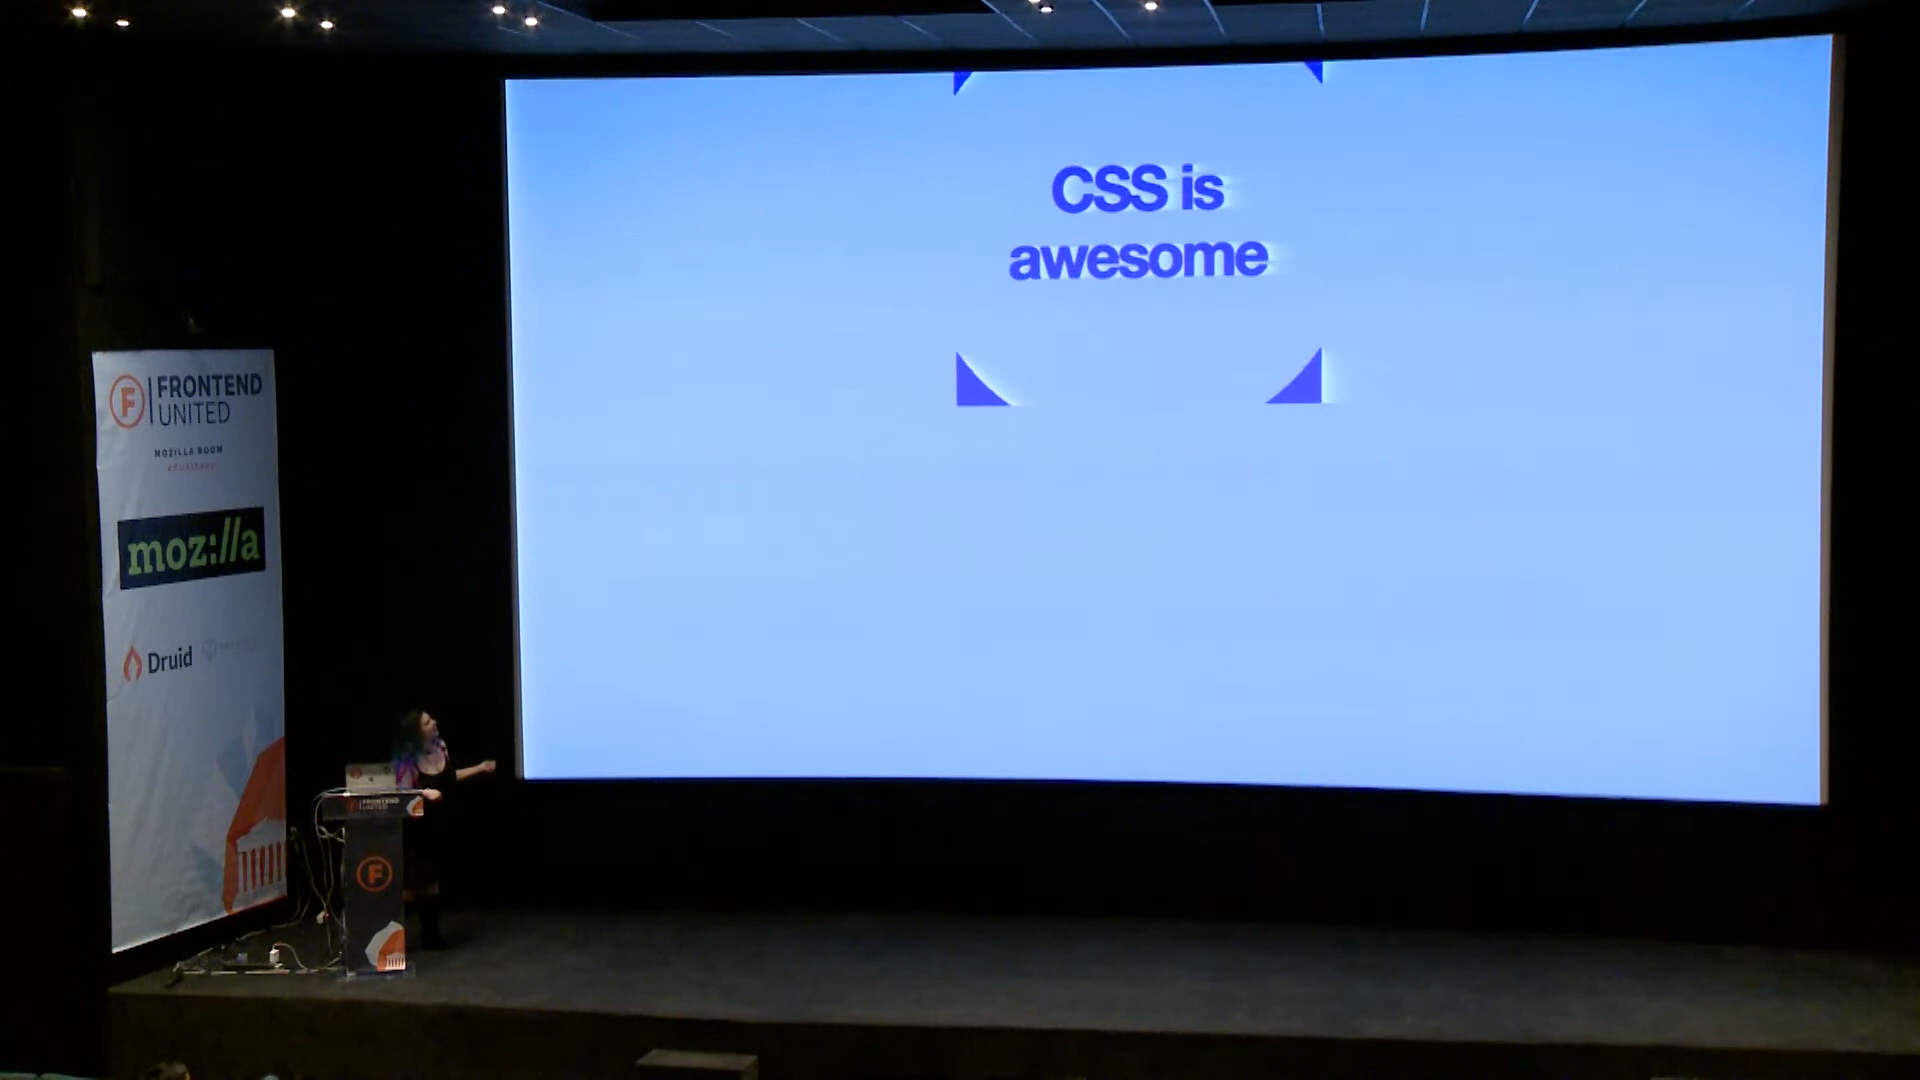 CSS is
awesome
F FRONTEND
UNITED
MOZILLA ROOM
moz://a
Druid
FRONTEND
UNITED
F